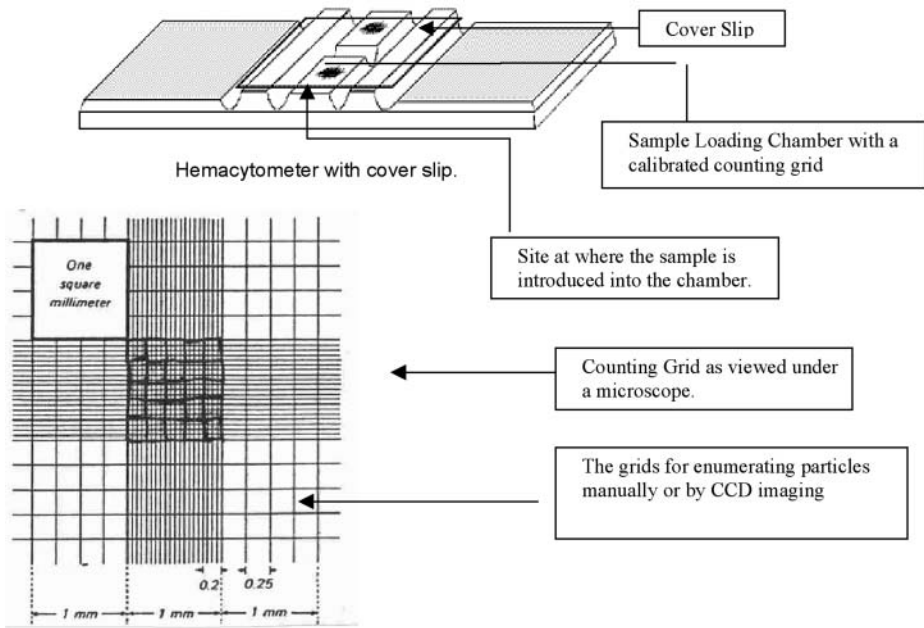 Cover Slip
Sample Loading Chamber with a
calibrated counting grid
Hemacytometer with cover slip.
Site at where the sample is
introduced into the chamber.
One
square
millimeter
Counting Grid as viewed under
a microscope.
The grids for enumerating particles
manually or by CCD imaging
0.2
0.25
1 mm
1 mm
1 mm